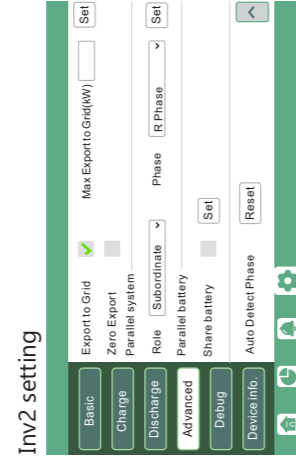 Inv2 setting
Basic
Charge
Discharge
Advanced
Debug
Device info.
Export to Grid Max Export to Grid(kW) Set
Zero Export
Parallel system
Role Subordinate Phase R Phase Set
Parallel battery
Share battery Set
Auto Detect Phase Reset